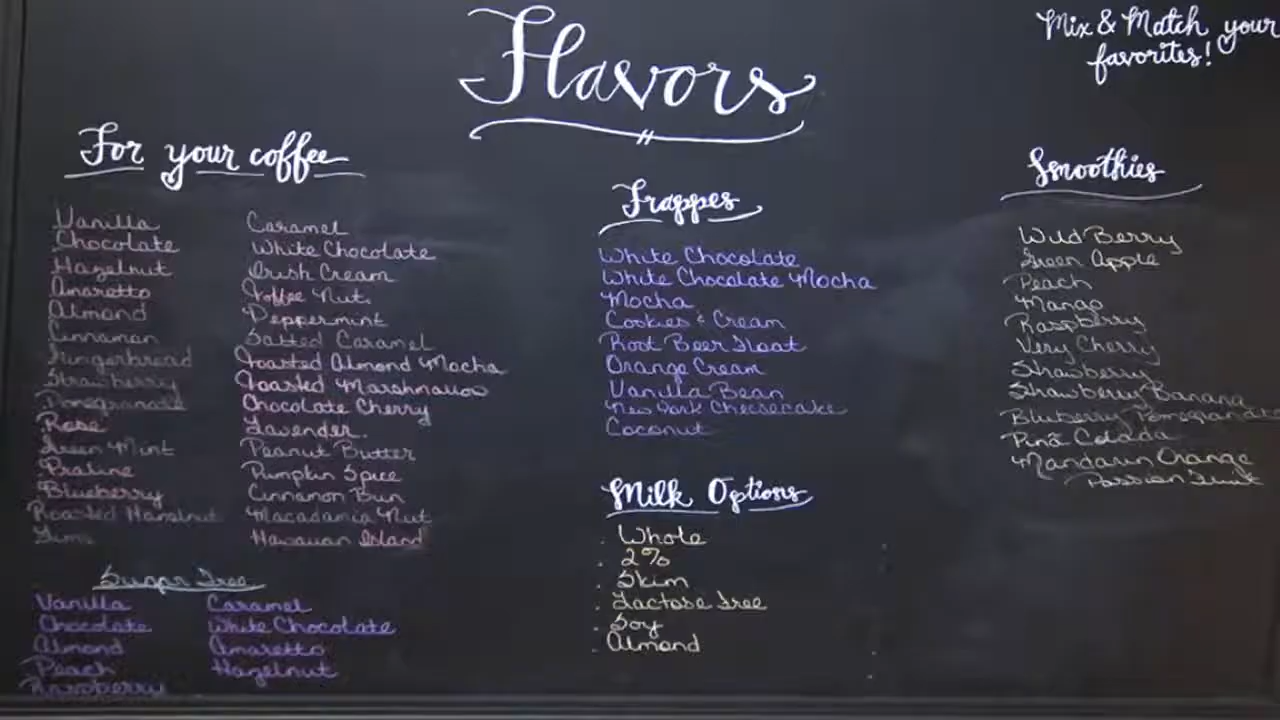 Flavors
Mix & Match your
favorites!
For your coffee
Vanilla
Chocolate
Hazelnut
Amaretto
Almond
Cinnamon
Gingerbread
Strawberry
Pomegranate
Rose
Green Mint
Praline
Blueberry
Roasted Hazelnut
Caramel
White Chocolate
Irish Cream
Toffee Nut
Peppermint
Salted Caramel
Toasted Almond Mocha
Toasted Marshmallow
Chocolate Cherry
Lavender
Peanut Butter
Pumpkin Spice
Cinnamon Bun
Macadamia Nut
Hawaiian Island
Sugar Free
Vanilla
Chocolate
Almond
Peach
Raspberry
Caramel
White Chocolate
Amaretto
Hazelnut
Frappes
White Chocolate
White Chocolate Mocha
Mocha
Cookies & Cream
Root Beer Float
Orange Cream
Vanilla Bean
New York Cheesecake
Coconut
Milk Options
. Whole
. 2%
. Skim
. Lactose Free
. Soy
. Almond
Smoothies
Wild Berry
Green Apple
Peach
Mango
Raspberry
Very Cherry
Strawberry
Strawberry Banana
Blueberry Pomegranate
Pina Colada
Mandarin Orange
Passion Fruit